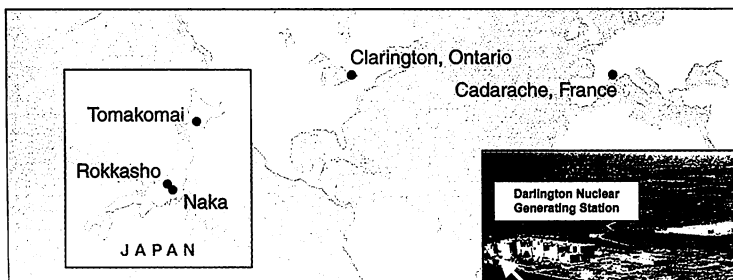 Clarington, Ontario
Cadarache, France
Tomakomai
Rokkasho
Naka
JAPAN
Darlington Nuclear
Generating Station